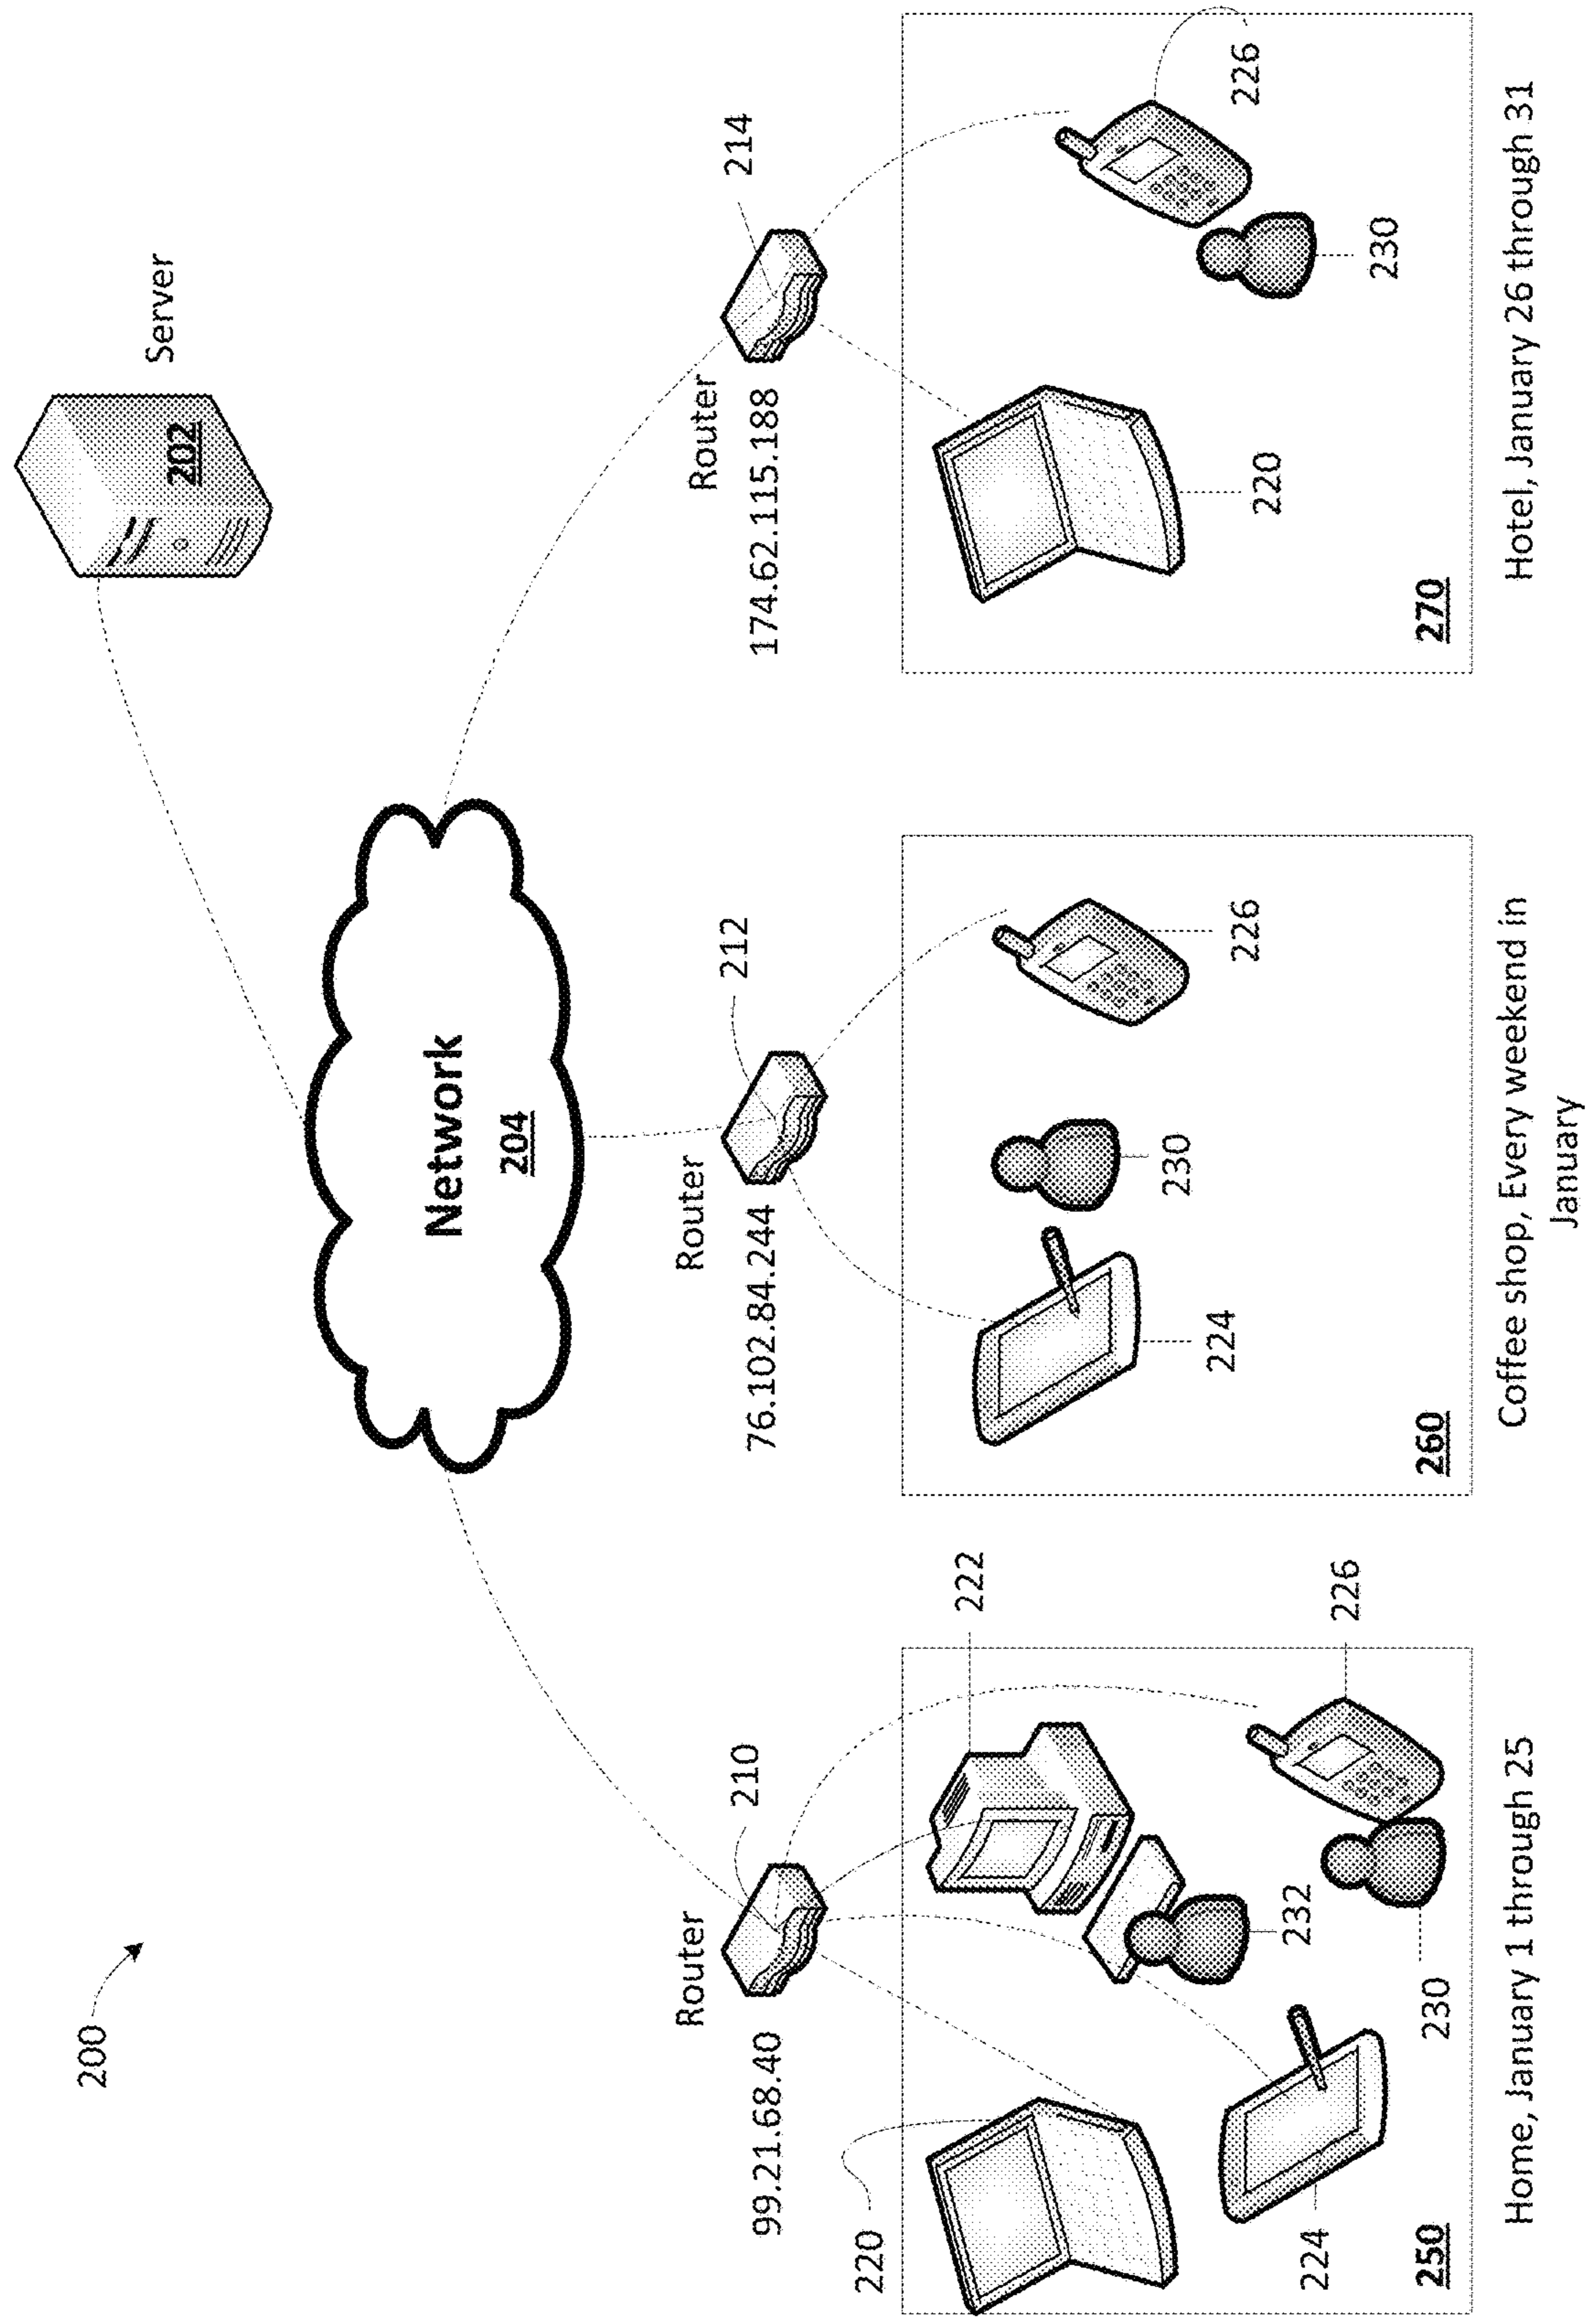 200
Server
202
Network
204
Router
99.21.68.40
210
Router
76.102.84.244
212
Router
174.62.115.188
214
220
222
224
226
230
232
250
Home, January 1 through 25
224
226
230
260
Coffee shop, Every weekend in
January
220
226
230
270
Hotel, January 26 through 31